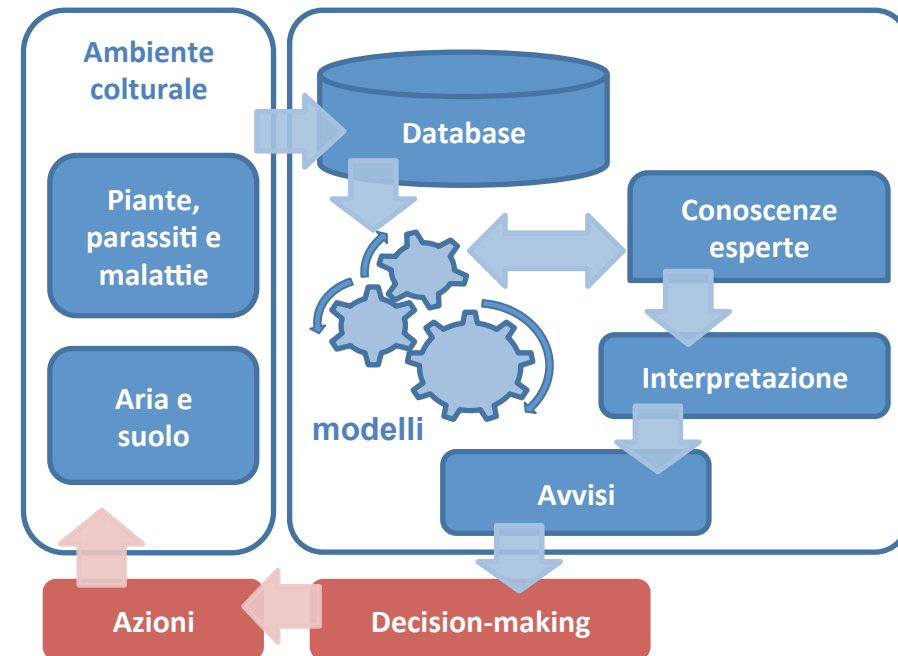 Ambiente
colturale
Piante,
parassiti e
malattie
Aria e
suolo
Database
Conoscenze
esperte
modelli
Interpretazione
Avvisi
Decision-making
Azioni